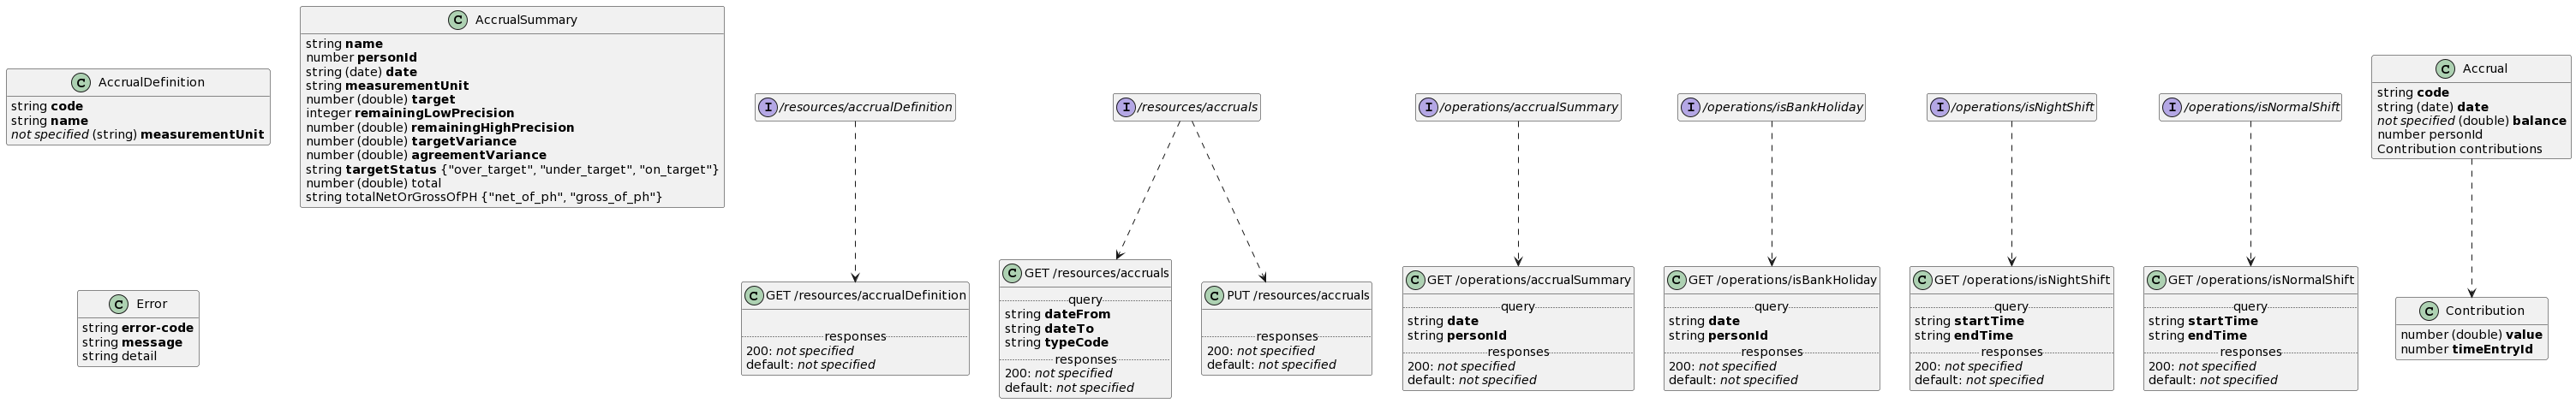 C AccrualDefinition
string code
string name
not specified (string) measurementUnit
C AccrualSummary
string name
number personId
string (date) date
string measurementUnit
number (double) target
integer remainingLowPrecision
number (double) remainingHighPrecision
number (double) targetVariance
number (double) agreementVariance
string targetStatus {"over_target", "under_target", "on_target"}
number (double) total
string totalNetOrGrossOfPH {"net_of_ph", "gross_of_ph"}
I /resources/accrualDefinition
I /resources/accruals
I /operations/accrualSummary
I /operations/isBankHoliday
I /operations/isNightShift
I /operations/isNormalShift
C Accrual
string code
string (date) date
not specified (double) balance
number personId
Contribution contributions
C Error
string error-code
string message
string detail
C GET /resources/accrualDefinition
responses
200: not specified
default: not specified
C GET /resources/accruals
query
string dateFrom
string dateTo
string typeCode
responses
200: not specified
default: not specified
C PUT /resources/accruals
responses
200: not specified
default: not specified
C GET /operations/accrualSummary
query
string date
string personId
responses
200: not specified
default: not specified
C GET /operations/isBankHoliday
query
string date
string personId
responses
200: not specified
default: not specified
C GET /operations/isNightShift
query
string startTime
string endTime
responses
200: not specified
default: not specified
C GET /operations/isNormalShift
query
string startTime
string endTime
responses
200: not specified
default: not specified
C Contribution
number (double) value
number timeEntryId